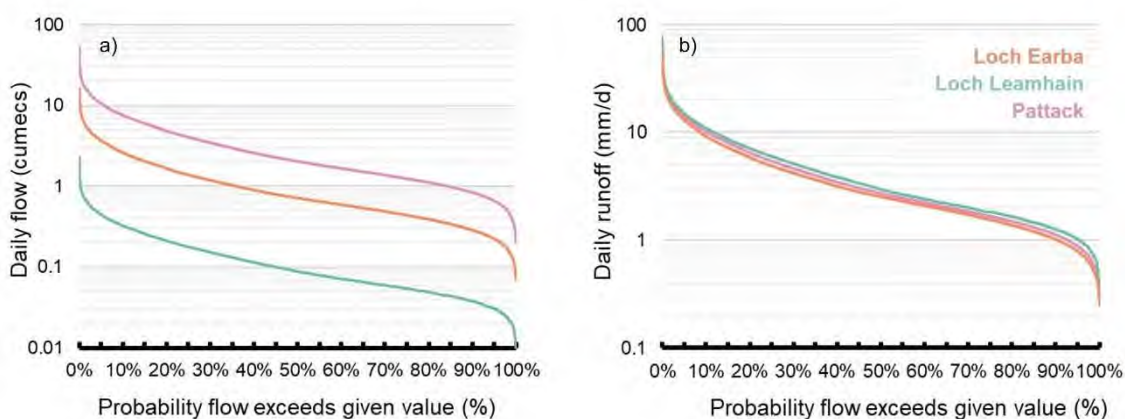 a)
Daily flow (cumecs)
100
10
1
0.1
0.01
0% 10% 20% 30% 40% 50% 60% 70% 80% 90% 100%
Probability flow exceeds given value (%)
b)
Loch Earba
Loch Leamhain
Pattack
Daily runoff (mm/d)
100
10
1
0.1
0% 10% 20% 30% 40% 50% 60% 70% 80% 90% 100%
Probability flow exceeds given value (%)